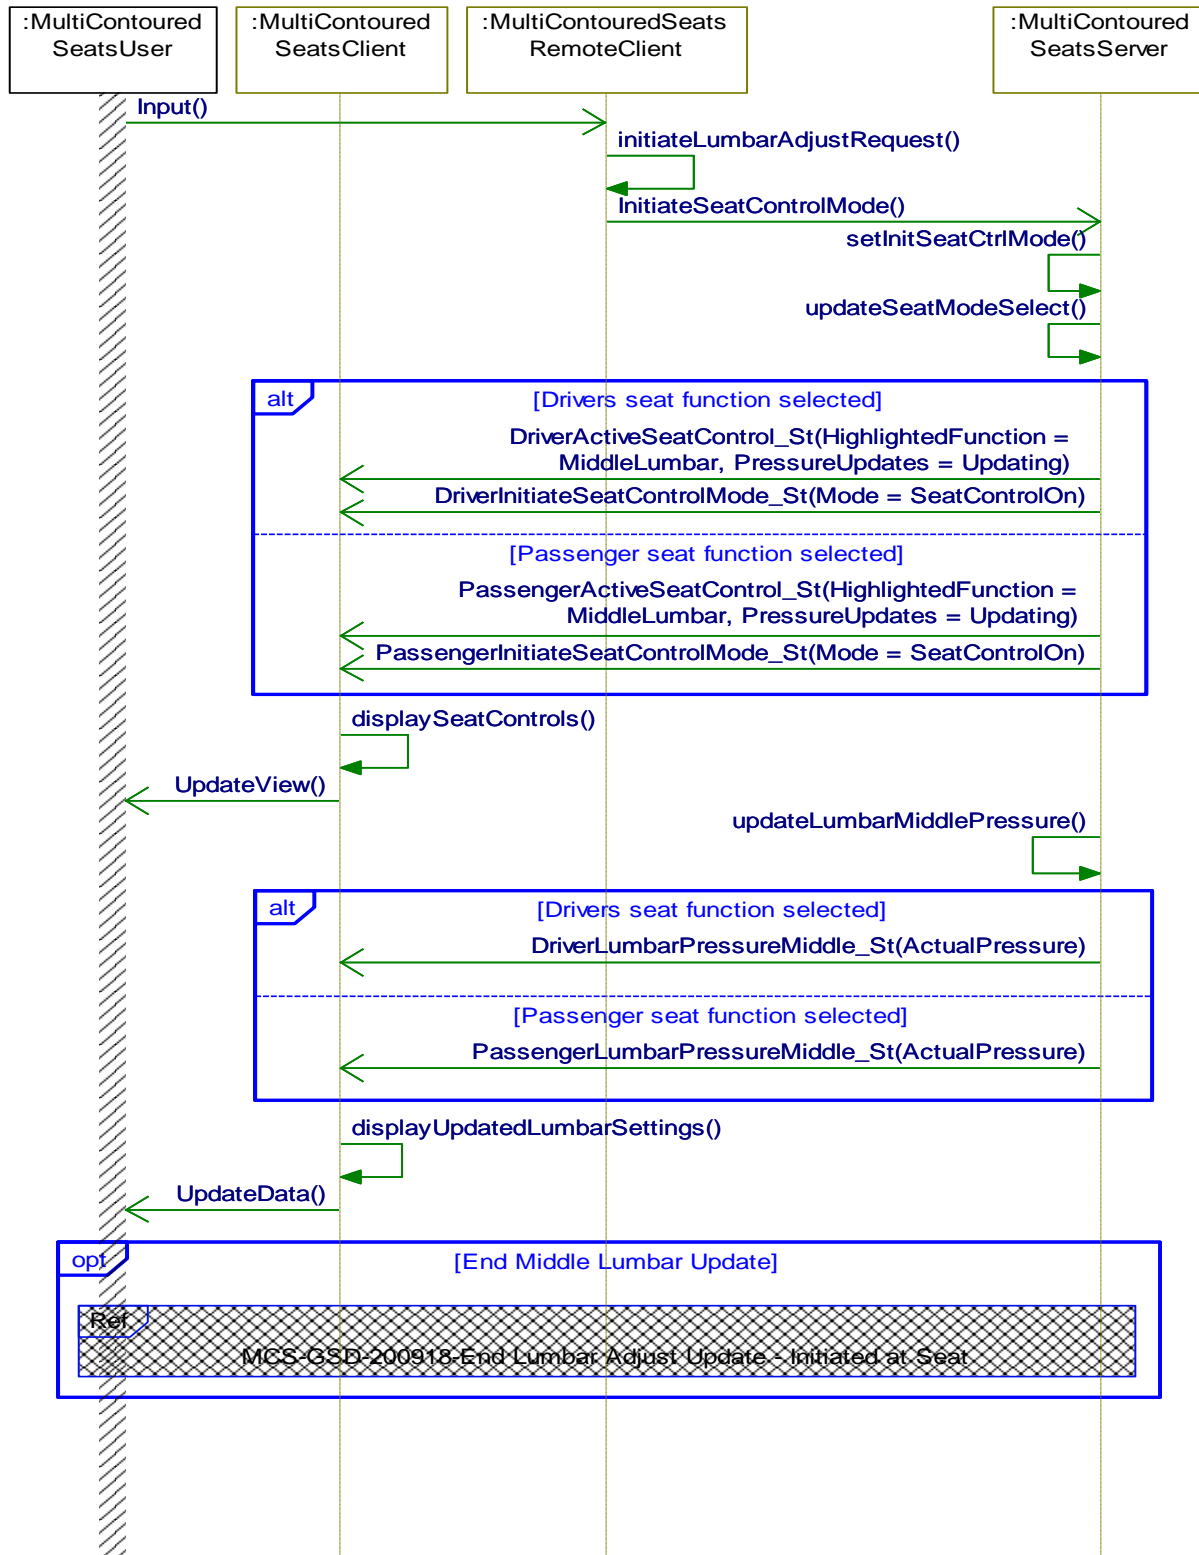 :MultiContoured
SeatsUser
:MultiContoured
SeatsClient
:MultiContouredSeats
RemoteClient
:MultiContoured
SeatsServer
Input()
initiateLumbarAdjustRequest()
InitiateSeatControlMode()
setInitSeatCtrlMode()
updateSeatModeSelect()
alt
[Drivers seat function selected]
DriverActiveSeatControl_St(HighlightedFunction =
MiddleLumbar, PressureUpdates = Updating)
DriverInitiateSeatControlMode_St(Mode = SeatControlOn)
[Passenger seat function selected]
PassengerActiveSeatControl_St(HighlightedFunction =
MiddleLumbar, PressureUpdates = Updating)
PassengerInitiateSeatControlMode_St(Mode = SeatControlOn)
displaySeatControls()
UpdateView()
updateLumbarMiddlePressure()
alt
[Drivers seat function selected]
DriverLumbarPressureMiddle_St(ActualPressure)
[Passenger seat function selected]
PassengerLumbarPressureMiddle_St(ActualPressure)
displayUpdatedLumbarSettings()
UpdateData()
opt
[End Middle Lumbar Update]
Ref
MCS-GSD-200918-End Lumbar Adjust Update - Initiated at Seat